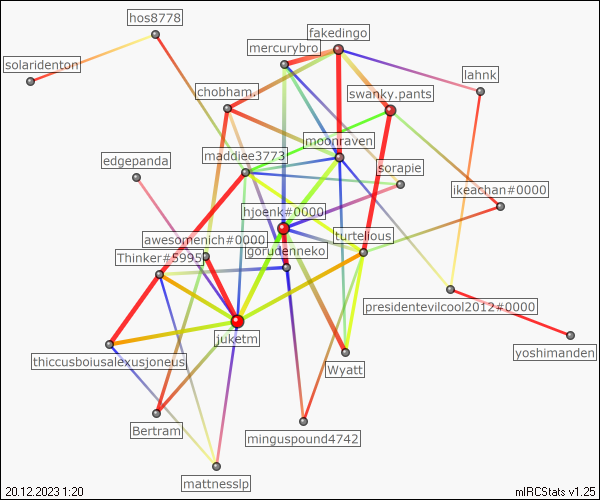 hos8778
fakedingo
mercurybro
solaridenton
lahnk
chobham.
swanky.pants
moonraven
maddiee3773
edgepanda
sorapie
ikeachan#0000
hjoenk#0000
turtelious
awesomenich#0000
gorudenneko
Thinker#5995
presidentevilcool2012#0000
juketm
yoshimanden
thiccusboiusalexusjoneus
Wyatt
Bertram
minguspound4742
mattnesslp
20.12.2023 1:20
mIRCStats v1.25